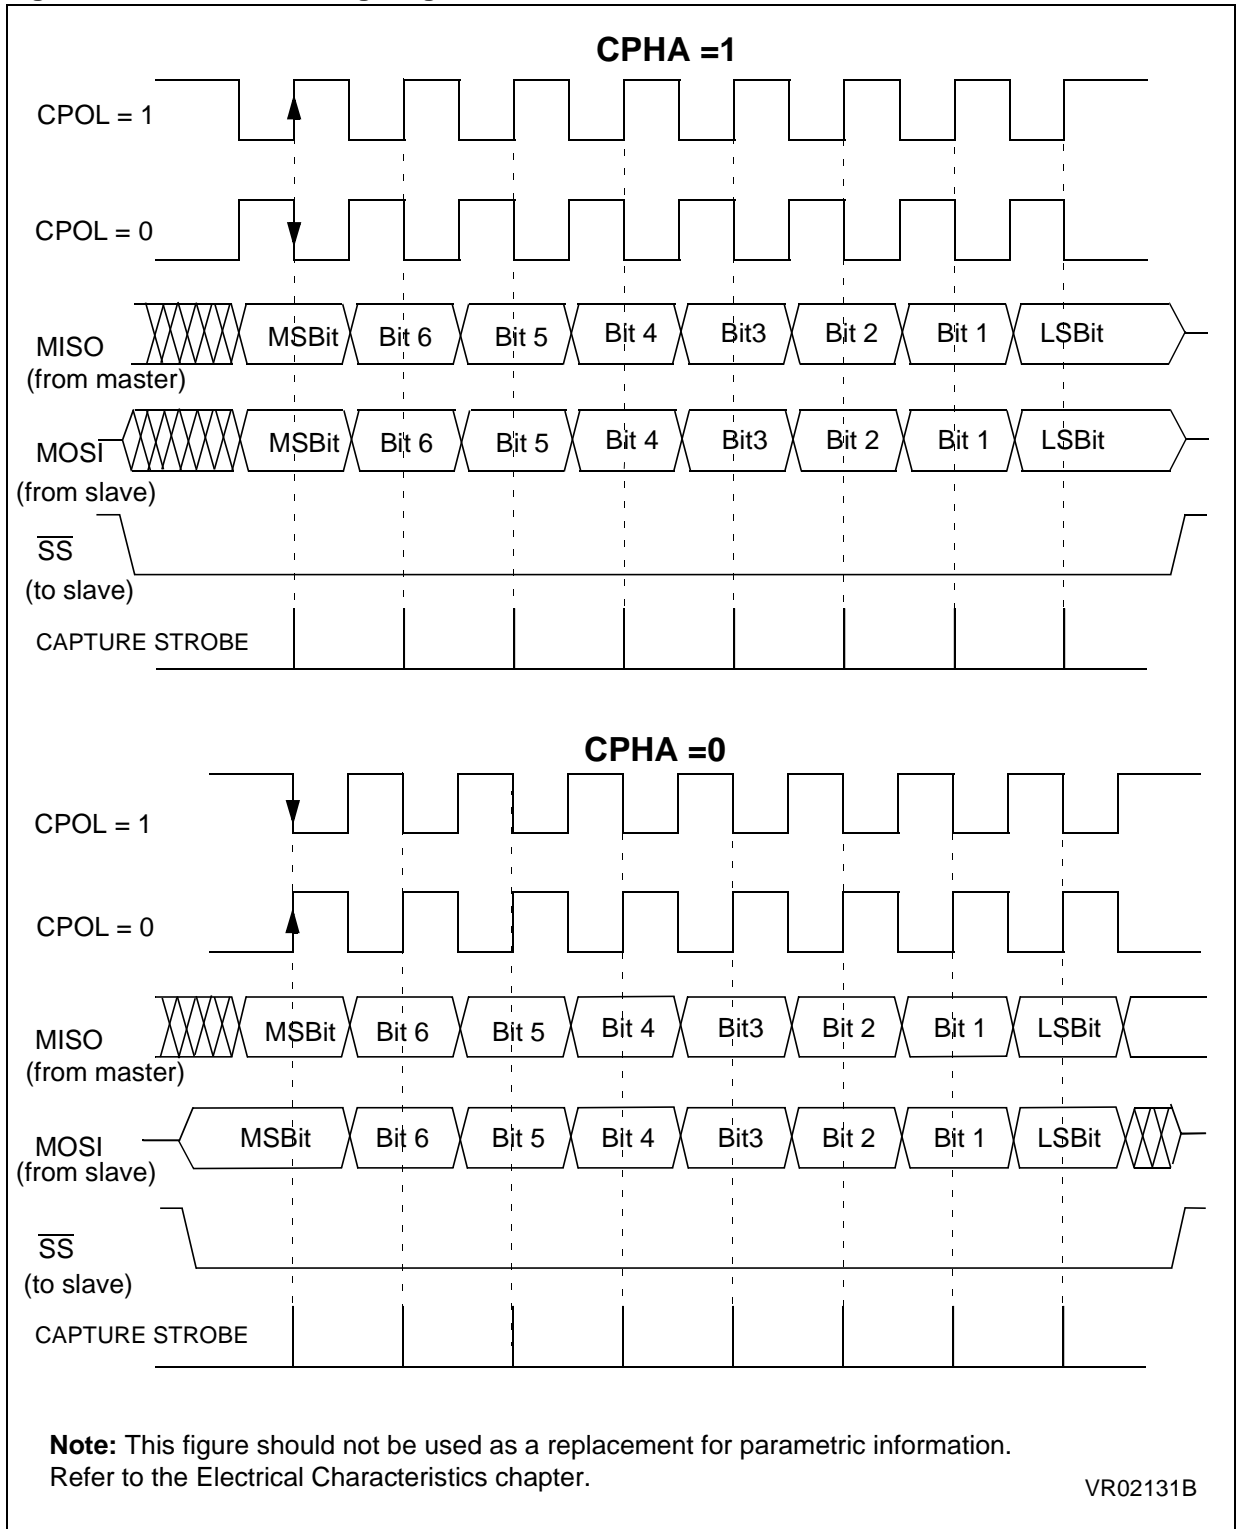 CPHA =1
CPOL = 1
CPOL = 0
MISO
(from master)
MSBit Bit 6 Bit 5 Bit 4 Bit3 Bit 2 Bit 1 LSBit
MOSI
(from slave)
MSBit Bit 6 Bit 5 Bit 4 Bit3 Bit 2 Bit 1 LSBit
SS
(to slave)
CAPTURE STROBE
CPHA =0
CPOL = 1
CPOL = 0
MISO
(from master)
MSBit Bit 6 Bit 5 Bit 4 Bit3 Bit 2 Bit 1 LSBit
MOSI
(from slave)
MSBit Bit 6 Bit 5 Bit 4 Bit3 Bit 2 Bit 1 LSBit
SS
(to slave)
CAPTURE STROBE
Note: This figure should not be used as a replacement for parametric information.
Refer to the Electrical Characteristics chapter.
VR02131B